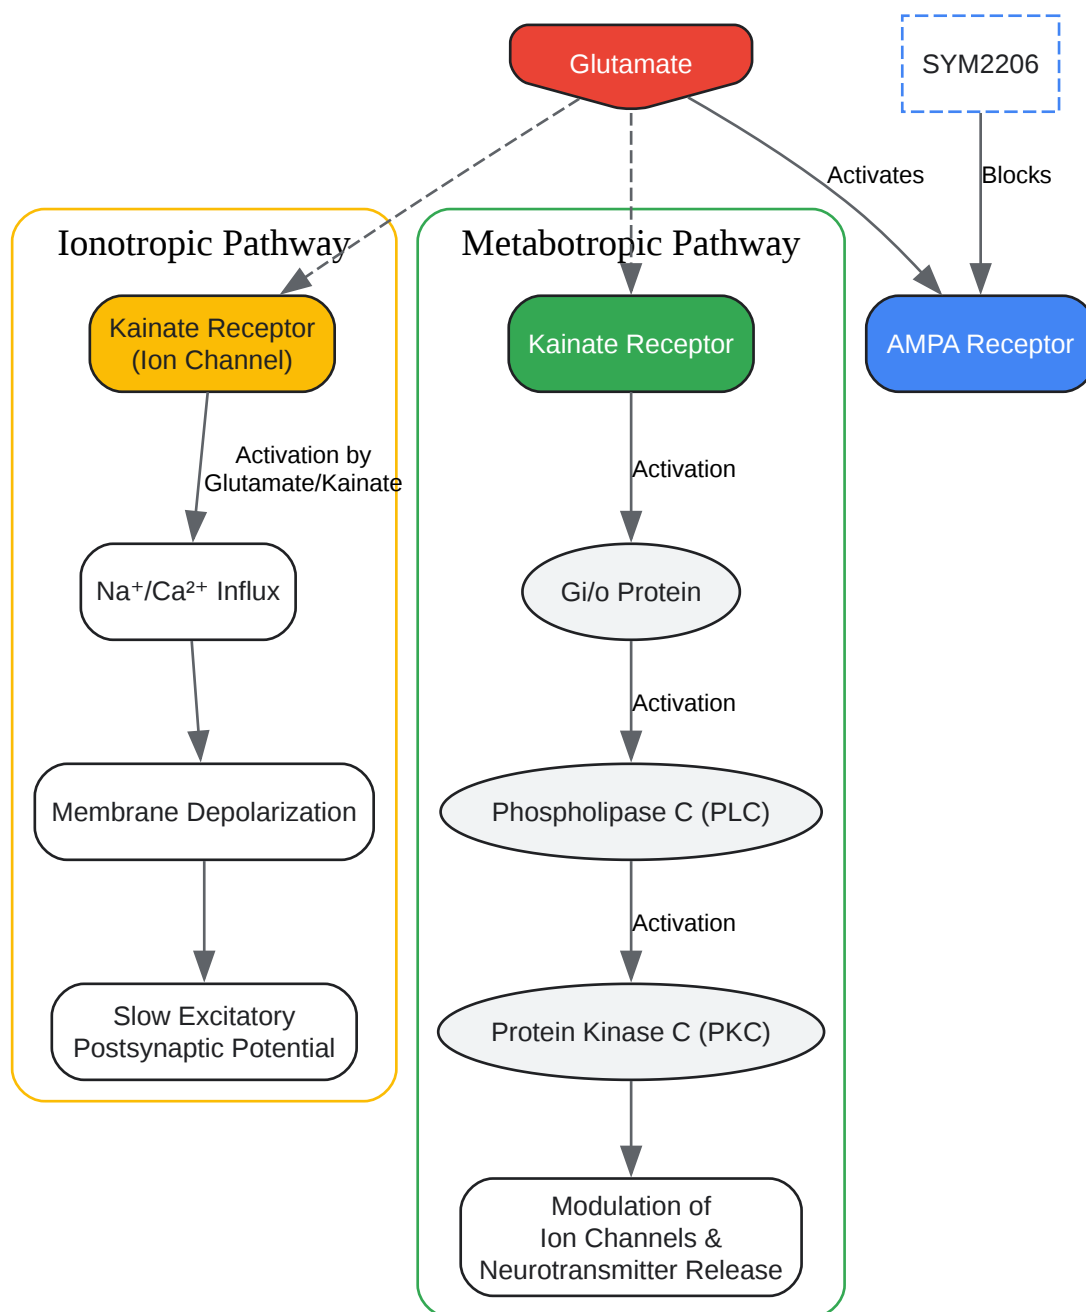 Glutamate
SYM2206
Activates
Blocks
Ionotropic Pathway
Metabotropic Pathway
Kainate Receptor
(Ion Channel)
Kainate Receptor
AMPA Receptor
Activation by
Glutamate/Kainate
Activation
Na⁺/Ca²⁺ Influx
Gi/o Protein
Activation
Membrane Depolarization
Phospholipase C (PLC)
Activation
Slow Excitatory
Postsynaptic Potential
Protein Kinase C (PKC)
Modulation of
Ion Channels &
Neurotransmitter Release